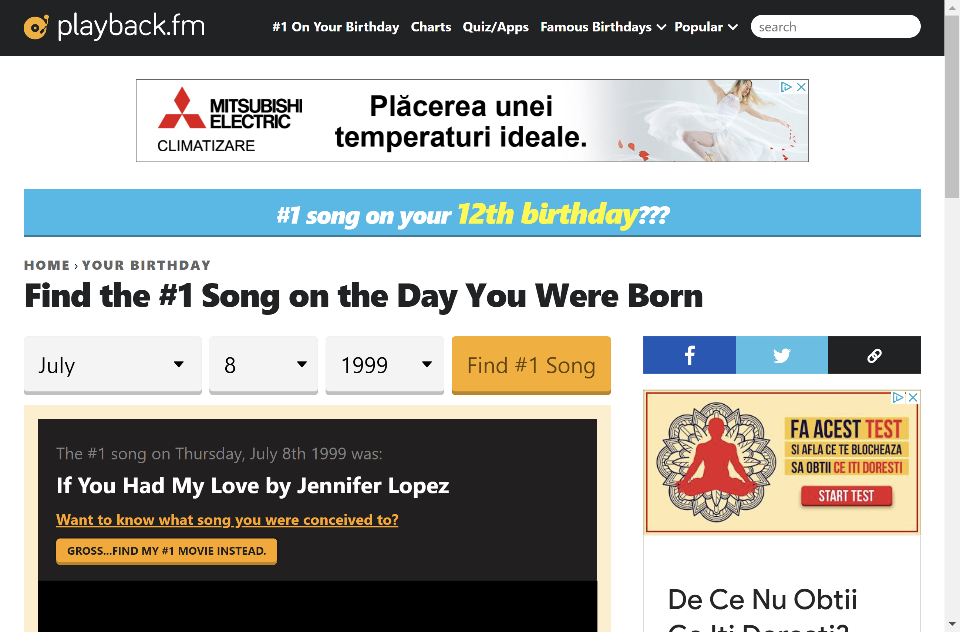 playback.fm
#1 On Your Birthday Charts Quiz/Apps Famous Birthdays Popular search
MITSUBISHI
ELECTRIC
CLIMATIZARE
Plăcerea unei
temperaturi ideale.
#1 song on your 12th birthday???
HOME › YOUR BIRTHDAY
Find the #1 Song on the Day You Were Born
July 8 1999 Find #1 Song
The #1 song on Thursday, July 8th 1999 was:
If You Had My Love by Jennifer Lopez
Want to know what song you were conceived to?
GROSS...FIND MY #1 MOVIE INSTEAD.
FA ACEST TEST
SI AFLA CE TE BLOCHEAZA
SA OBTII CE ITI DORESTI
START TEST
De Ce Nu Obtii
Ce Iti Doresti?